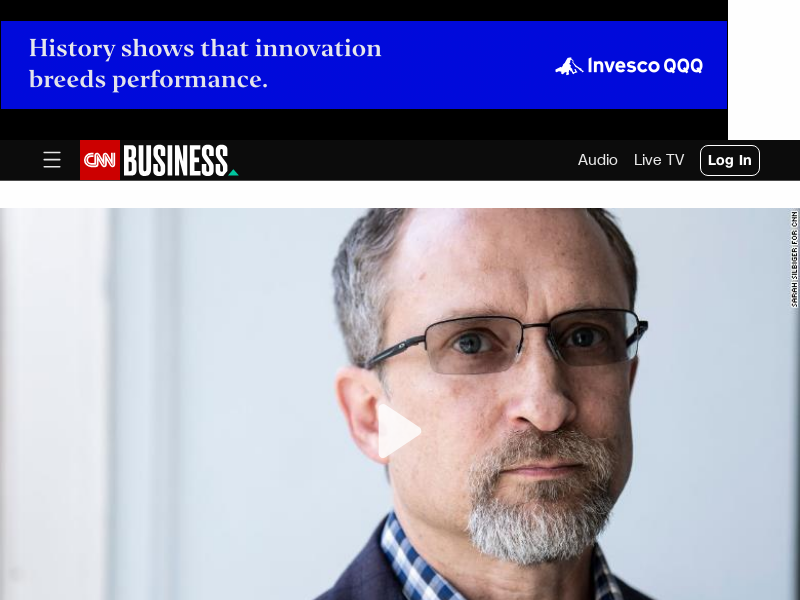 History shows that innovation
breeds performance.
Invesco QQQ
CNN BUSINESS
Audio
Live TV
Log In
SARAH SILBIGER FOR CNN